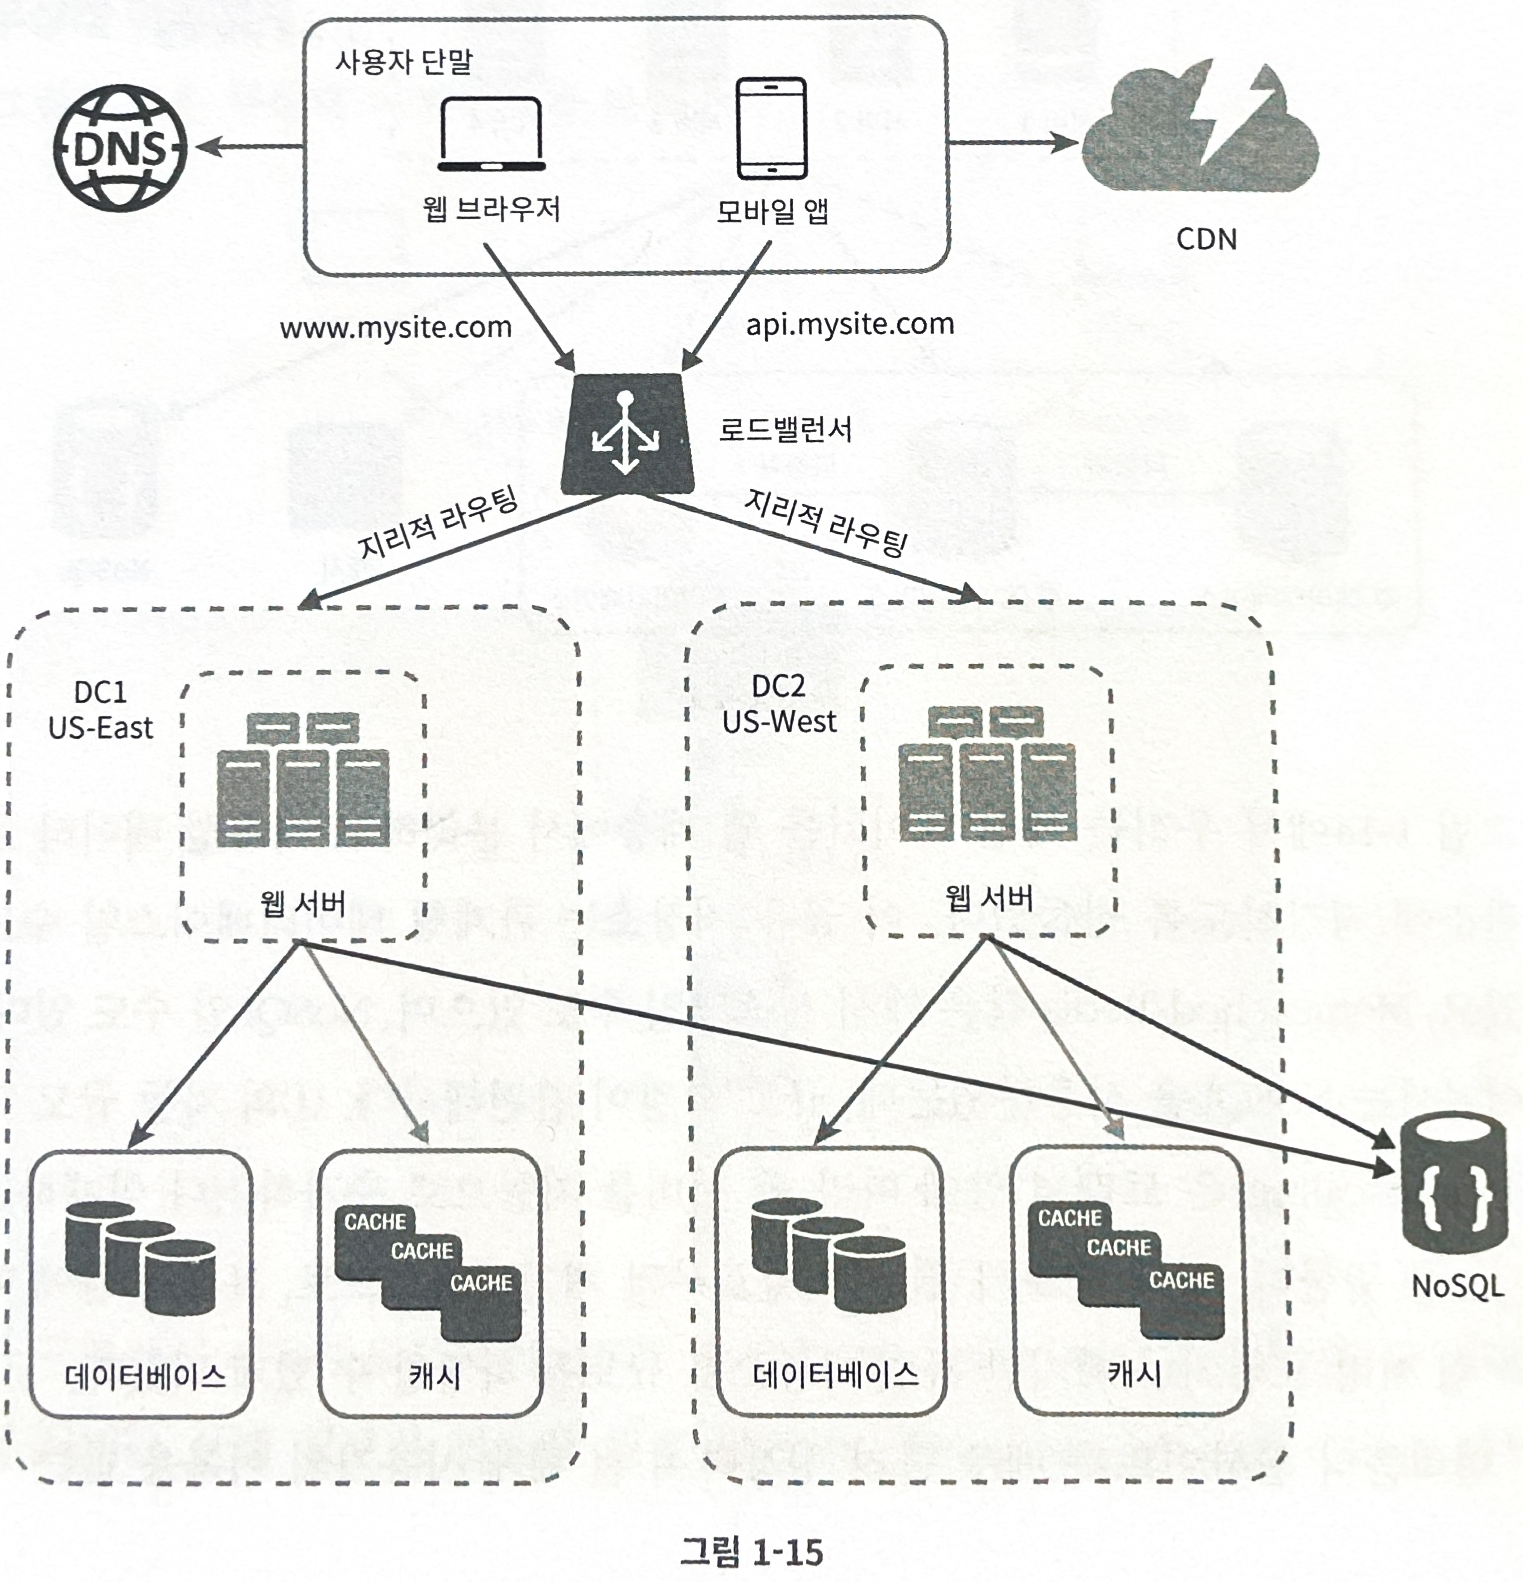 사용자 단말
DNS
웹 브라우저
모바일 앱
CDN
www.mysite.com
api.mysite.com
로드밸런서
지리적 라우팅
지리적 라우팅
DC1
US-East
웹 서버
DC2
US-West
웹 서버
CACHE
CACHE
CACHE
데이터베이스
캐시
CACHE
CACHE
CACHE
데이터베이스
캐시
{ }
NoSQL
그림 1-15